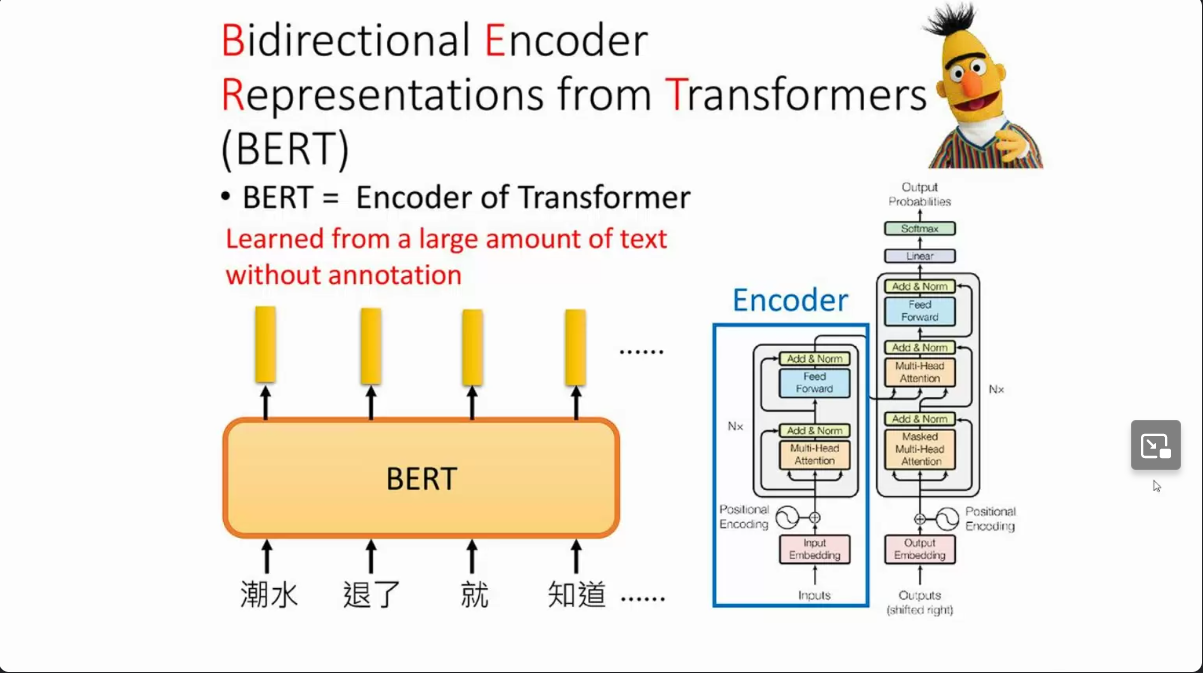 Bidirectional Encoder
Representations from Transformers
(BERT)
• BERT = Encoder of Transformer
Learned from a large amount of text
without annotation
......
BERT
潮水 退了 就 知道 ......
Encoder
Add & Norm
Feed
Forward
Nx
Add & Norm
Multi-Head
Attention
Positional
Encoding
Input
Embedding
Inputs
Output
Probabilities
Softmax
Linear
Add & Norm
Feed
Forward
Add & Norm
Multi-Head
Attention
Nx
Add & Norm
Masked
Multi-Head
Attention
Positional
Encoding
Output
Embedding
Outputs
(shifted right)